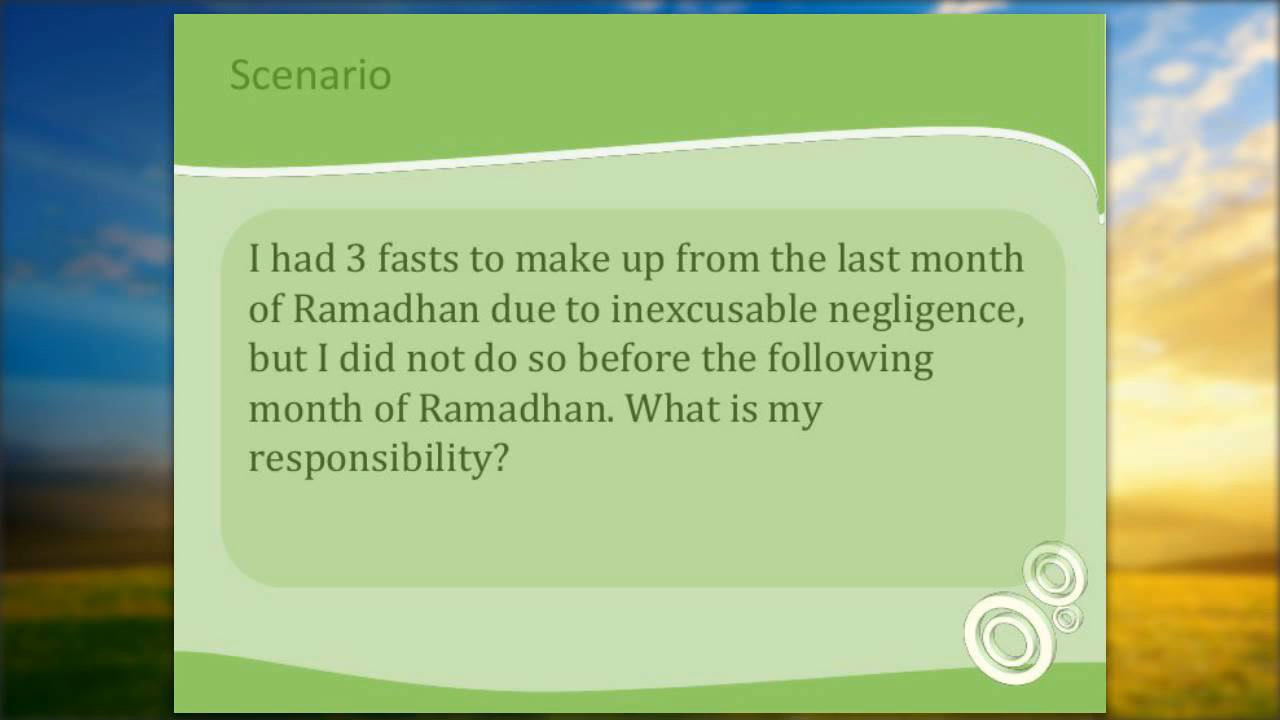 Scenario
I had 3 fasts to make up from the last month
of Ramadhan due to inexcusable negligence,
but I did not do so before the following
month of Ramadhan. What is my
responsibility?